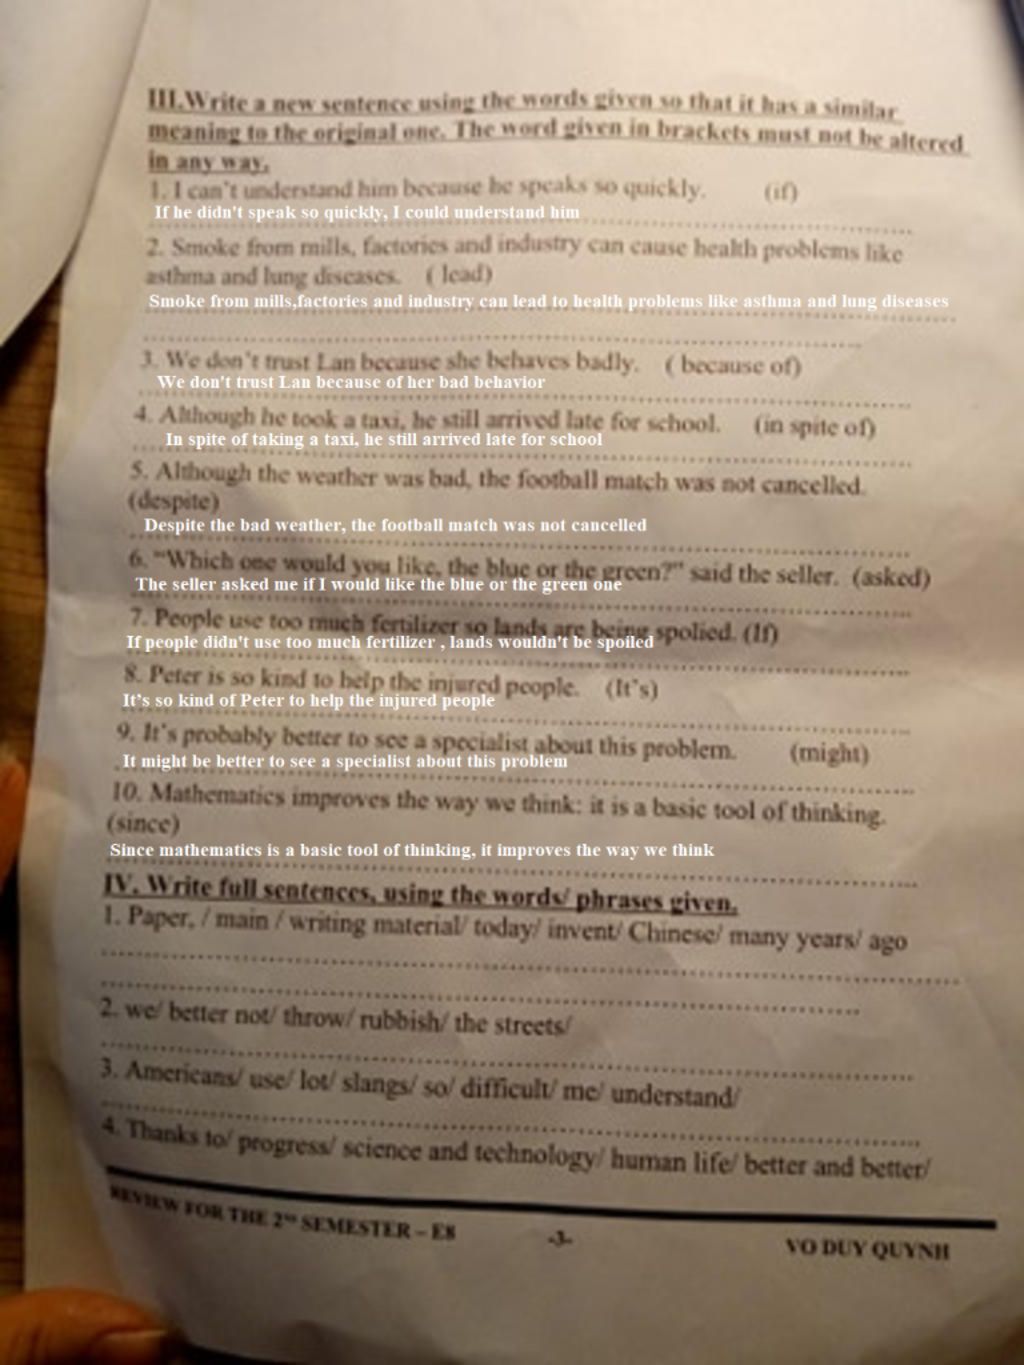 III.Write a new sentence using the words given so that it has a similar
meaning to the original one. The word given in brackets must not be altered
in any way.
1. I can't understand him because he speaks so quickly. (if)
If he didn't speak so quickly, I could understand him
2. Smoke from mills, factories and industry can cause health problems like
asthma and lung diseases. ( lead)
Smoke from mills,factories and industry can lead to health problems like asthma and lung diseases
3. We don't trust Lan because she behaves badly. ( because of)
We don't trust Lan because of her bad behavior
4. Although he took a taxi, he still arrived late for school. (in spite of)
In spite of taking a taxi, he still arrived late for school
5. Although the weather was bad, the football match was not cancelled.
(despite)
Despite the bad weather, the football match was not cancelled
6. "Which one would you like, the blue or the green?" said the seller. (asked)
The seller asked me if I would like the blue or the green one
7. People use too much fertilizer so lands are being spolied. (If)
If people didn't use too much fertilizer , lands wouldn't be spoiled
8. Peter is so kind to help the injured people. (It's)
It's so kind of Peter to help the injured people
9. It's probably better to see a specialist about this problem. (might)
It might be better to see a specialist about this problem
10. Mathematics improves the way we think: it is a basic tool of thinking.
(since)
Since mathematics is a basic tool of thinking, it improves the way we think
IV. Write full sentences, using the words/ phrases given.
1. Paper, / main / writing material/ today/ invent/ Chinese/ many years/ ago
2. we/ better not/ throw/ rubbish/ the streets/
3. Americans/ use/ lot/ slangs/ so/ difficult/ me/ understand/
4. Thanks to/ progress/ science and technology/ human life/ better and better/
REVIEW FOR THE 2nd SEMESTER – E8 -3- VO DUY QUYNH